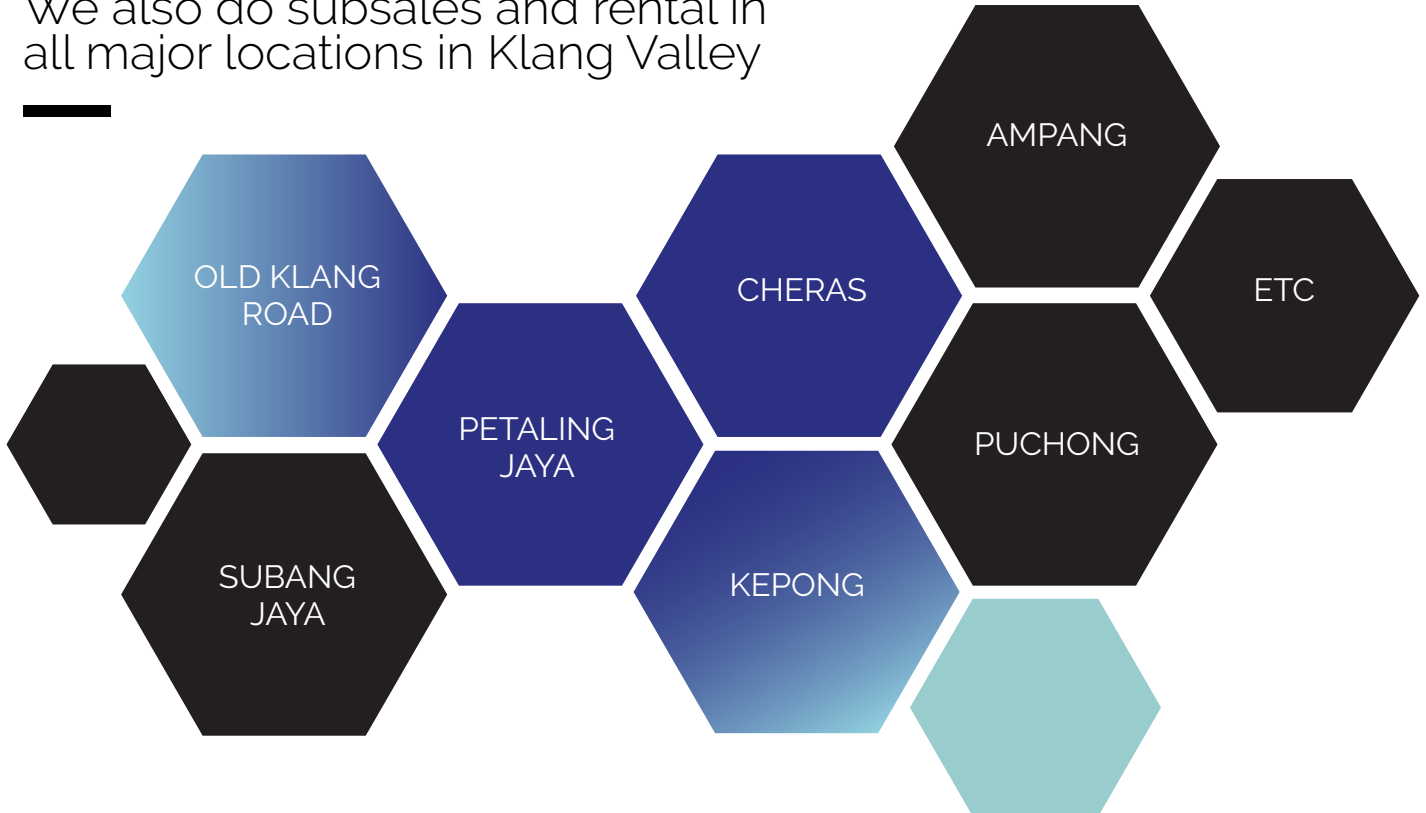 We also do subsales and rental in
all major locations in Klang Valley
AMPANG
OLD KLANG
ROAD
CHERAS
ETC
PETALING
JAYA
PUCHONG
SUBANG
JAYA
KEPONG